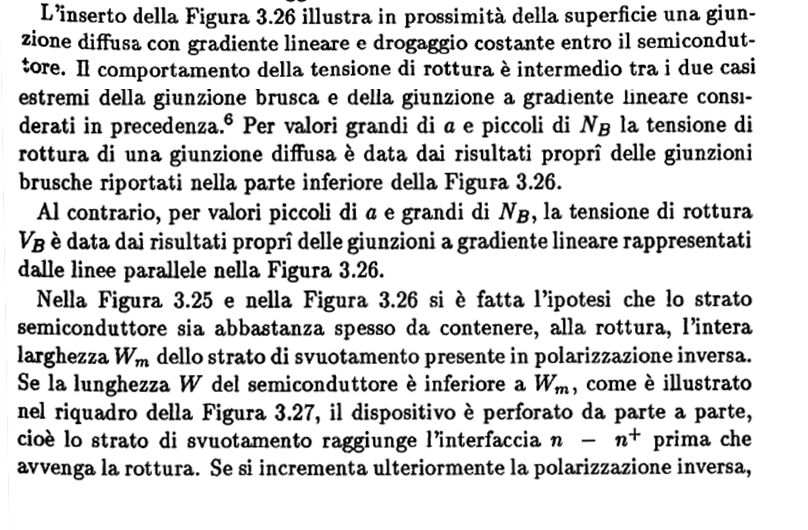 L'inserto della Figura 3.26 illustra in prossimità della superficie una giun-
zione diffusa con gradiente lineare e drogaggio costante entro il semicondut-
tore. Il comportamento della tensione di rottura è intermedio tra i due casi
estremi della giunzione brusca e della giunzione a gradiente lineare consi-
derati in precedenza.⁶ Per valori grandi di a e piccoli di N_B la tensione di
rottura di una giunzione diffusa è data dai risultati proprî delle giunzioni
brusche riportati nella parte inferiore della Figura 3.26.
Al contrario, per valori piccoli di a e grandi di N_B, la tensione di rottura
V_B è data dai risultati proprî delle giunzioni a gradiente lineare rappresentati
dalle linee parallele nella Figura 3.26.
Nella Figura 3.25 e nella Figura 3.26 si è fatta l'ipotesi che lo strato
semiconduttore sia abbastanza spesso da contenere, alla rottura, l'intera
larghezza W_m dello strato di svuotamento presente in polarizzazione inversa.
Se la lunghezza W del semiconduttore è inferiore a W_m, come è illustrato
nel riquadro della Figura 3.27, il dispositivo è perforato da parte a parte,
cioè lo strato di svuotamento raggiunge l'interfaccia n − n⁺ prima che
avvenga la rottura. Se si incrementa ulteriormente la polarizzazione inversa,